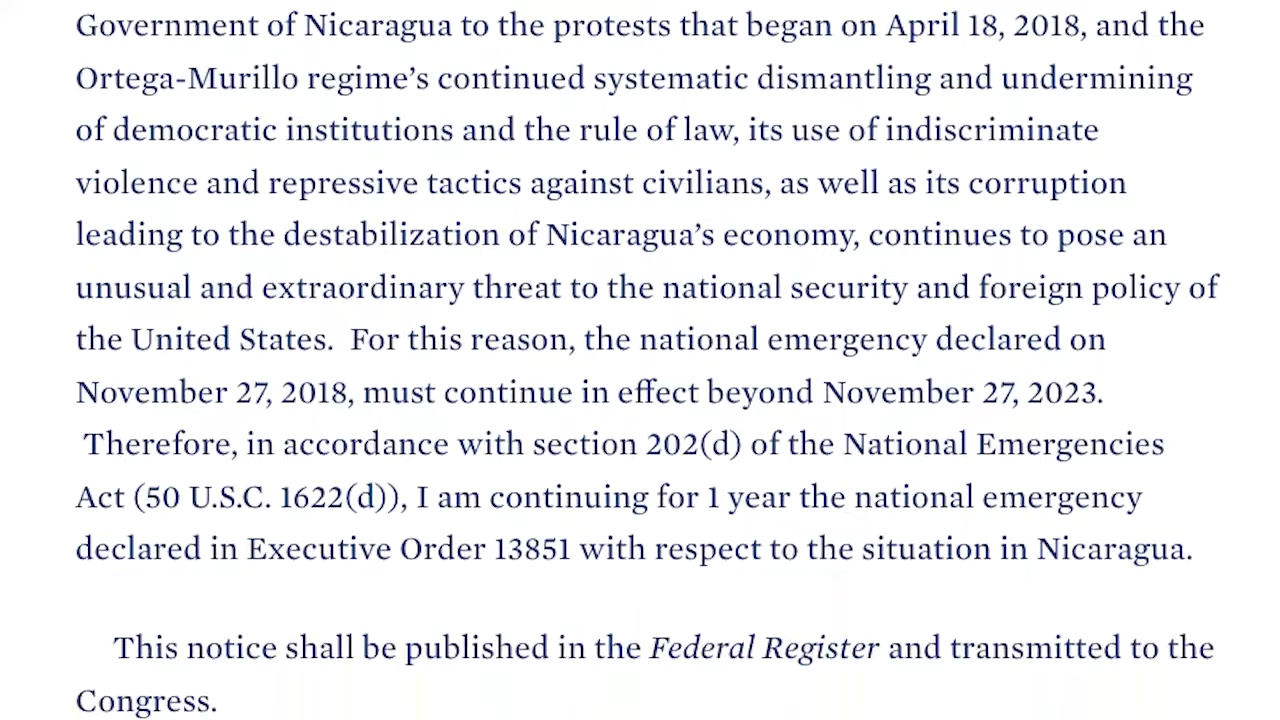 Government of Nicaragua to the protests that began on April 18, 2018, and the
Ortega-Murillo regime’s continued systematic dismantling and undermining
of democratic institutions and the rule of law, its use of indiscriminate
violence and repressive tactics against civilians, as well as its corruption
leading to the destabilization of Nicaragua’s economy, continues to pose an
unusual and extraordinary threat to the national security and foreign policy of
the United States.  For this reason, the national emergency declared on
November 27, 2018, must continue in effect beyond November 27, 2023.
Therefore, in accordance with section 202(d) of the National Emergencies
Act (50 U.S.C. 1622(d)), I am continuing for 1 year the national emergency
declared in Executive Order 13851 with respect to the situation in Nicaragua.
This notice shall be published in the Federal Register and transmitted to the
Congress.